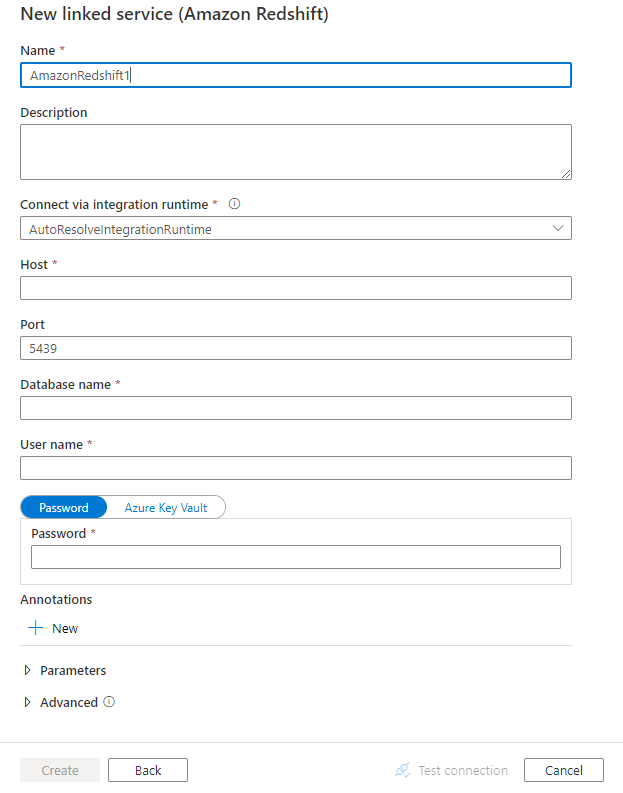 New linked service (Amazon Redshift)
Name *
AmazonRedshift1
Description
Connect via integration runtime *
AutoResolveIntegrationRuntime
Host *
Port
5439
Database name *
User name *
Password Azure Key Vault
Password *
Annotations
New
Parameters
Advanced
Create Back Test connection Cancel